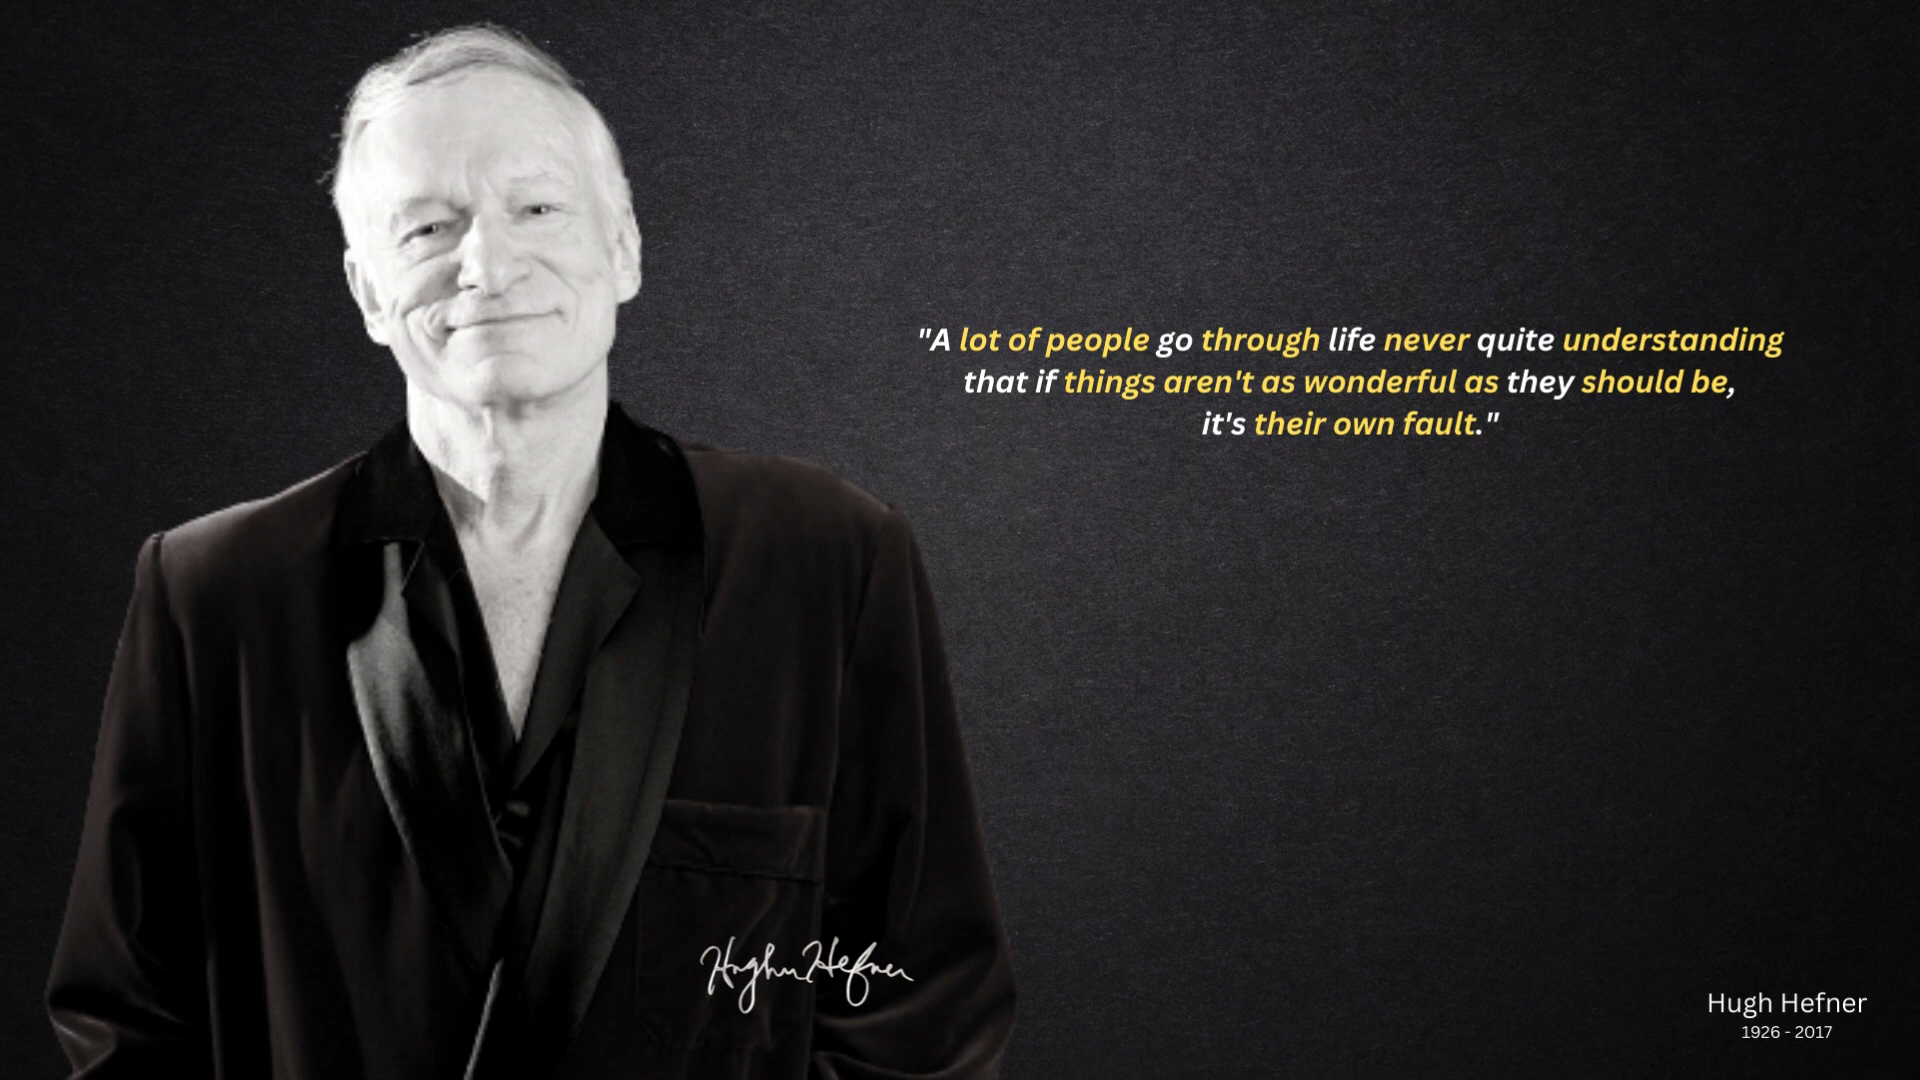 "A lot of people go through life never quite understanding
that if things aren't as wonderful as they should be,
it's their own fault."
Hugh Hefner
Hugh Hefner
1926 - 2017